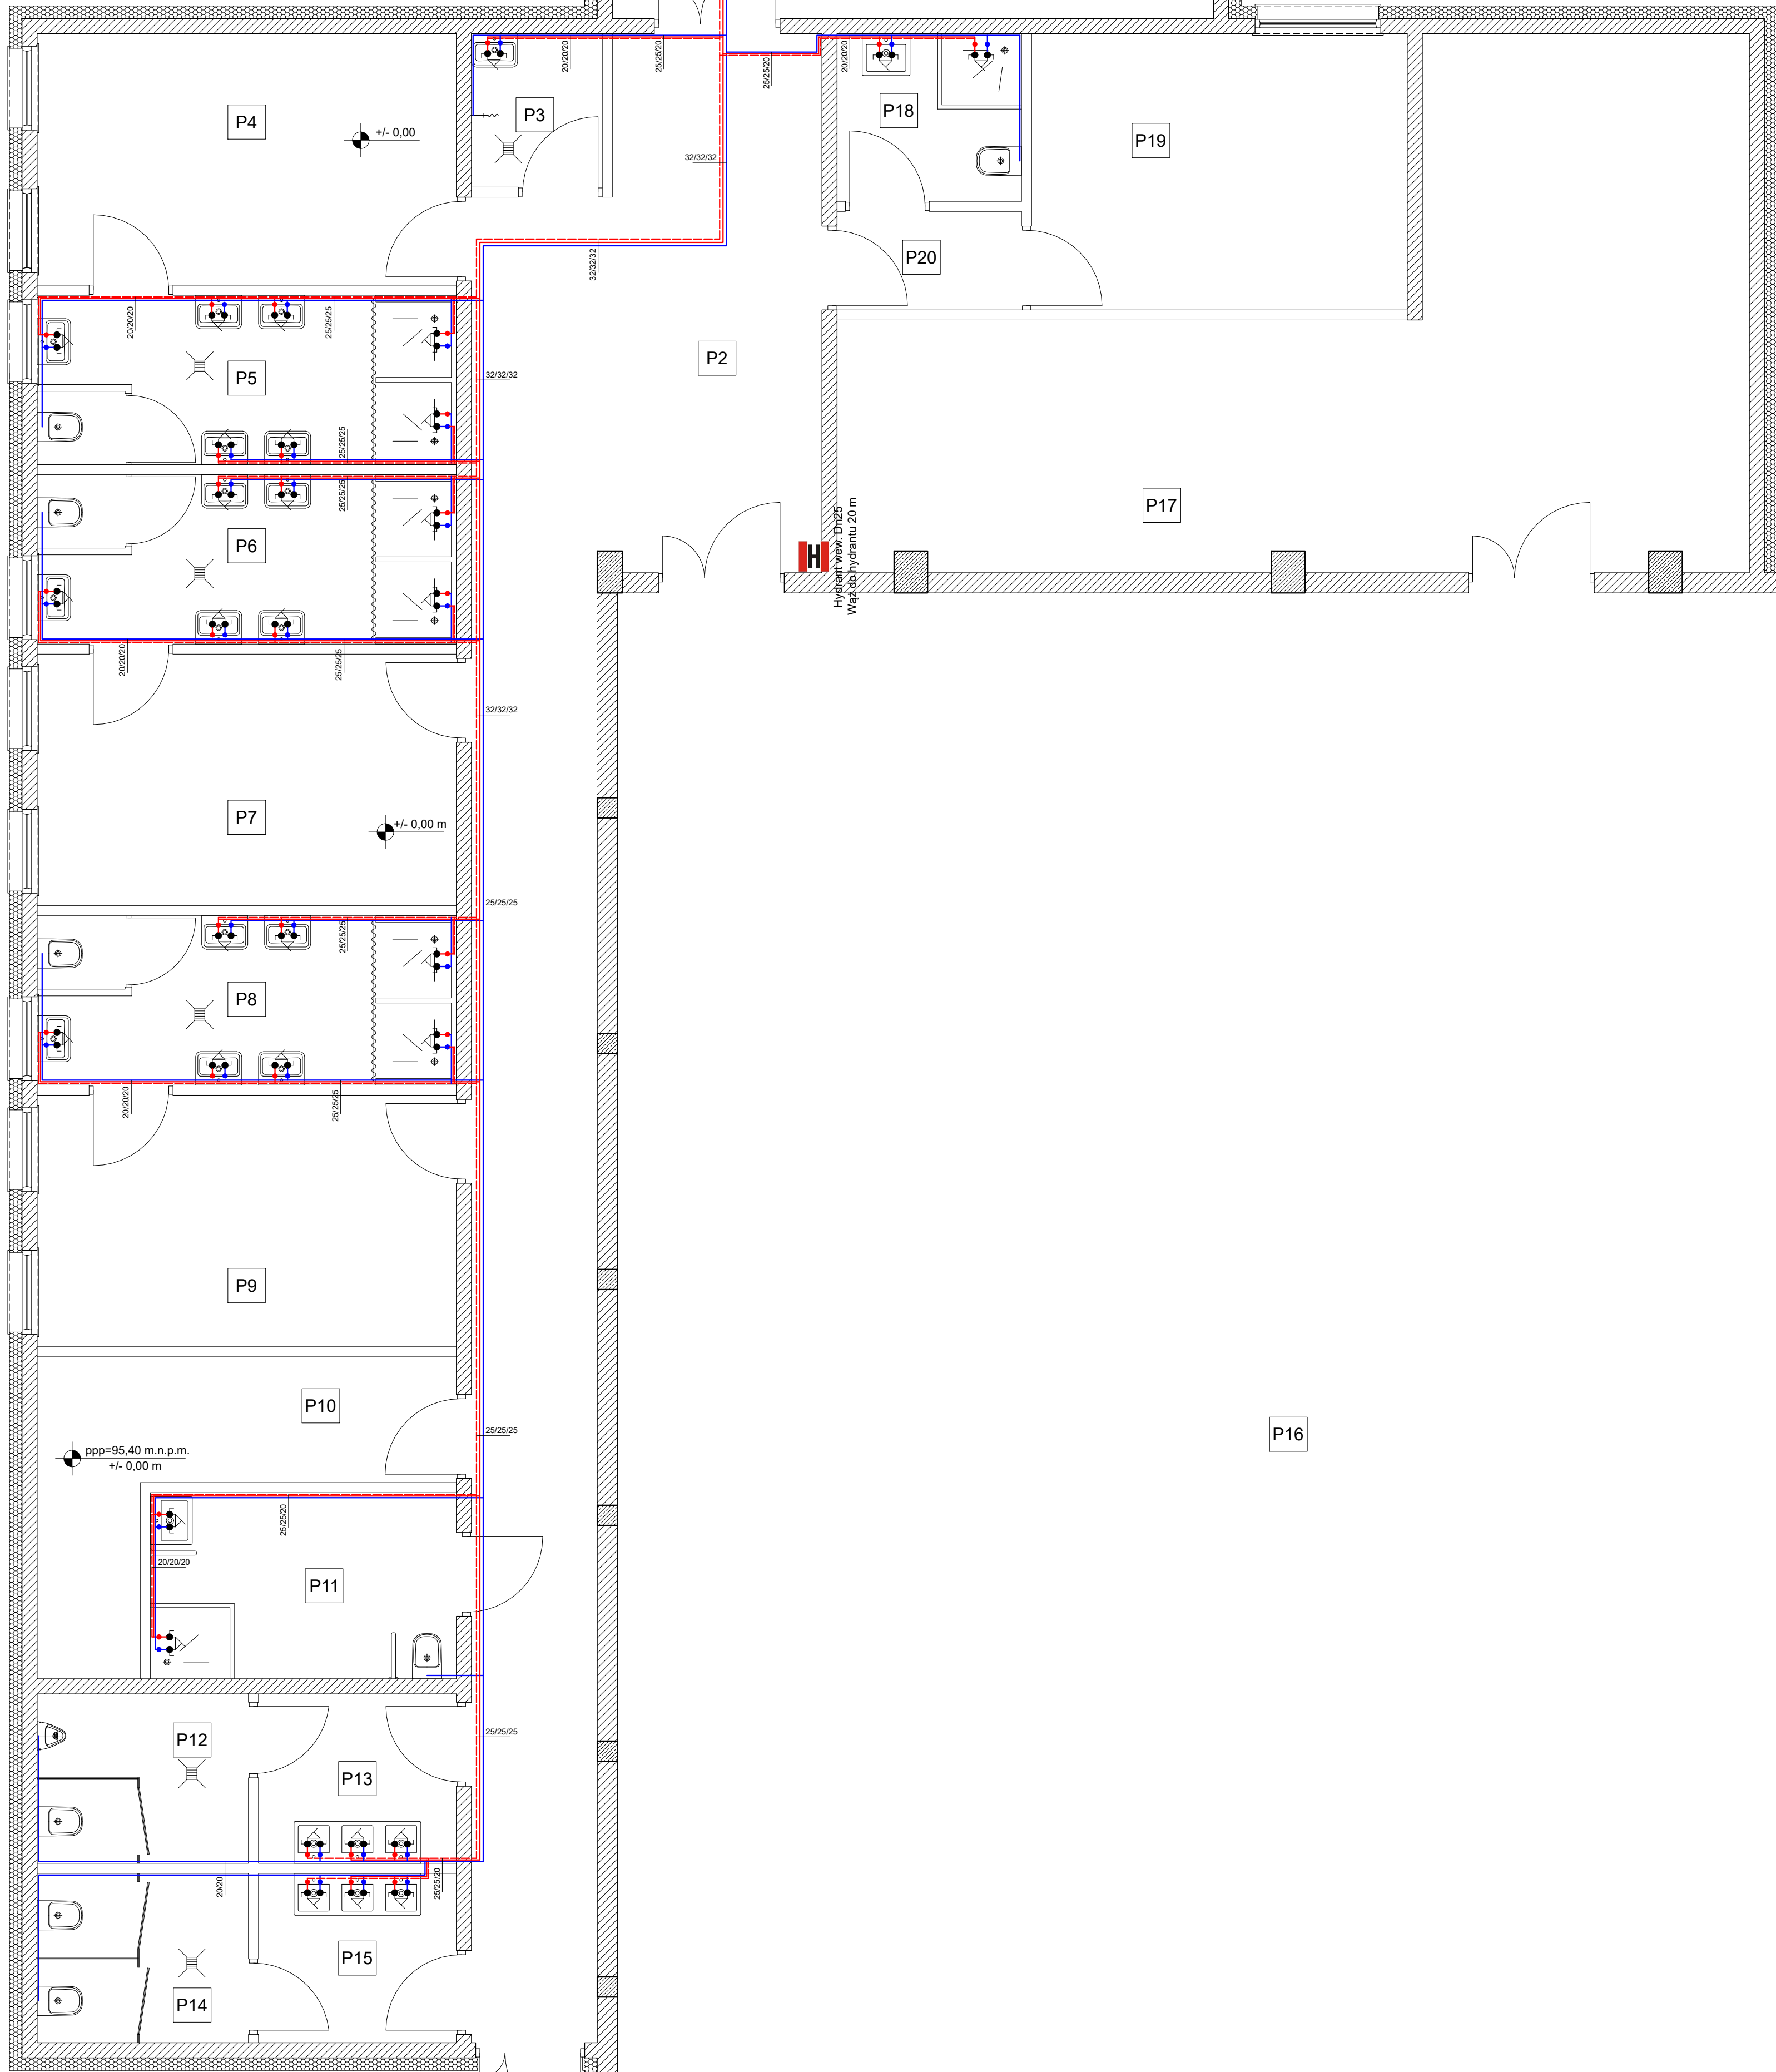 20/20/20
25/25/20
25/25/20
20/20/20
P4
+/- 0,00
P3
P18
P19
32/32/32
P20
32/32/32
20/20/20
25/25/25
P2
P5
32/32/32
25/25/25
25/25/25
P6
P17
H
Hydrant wew. Dn25
Wąż do hydrantu 20 m
20/20/20
25/25/25
32/32/32
P7
+/- 0,00 m
25/25/25
25/25/25
P8
20/20/20
25/25/25
P9
P10
25/25/25
P16
ppp=95,40 m.n.p.m.
+/- 0,00 m
25/25/20
20/20/20
P11
25/25/25
P12
P13
20/20
25/25/20
P15
P14